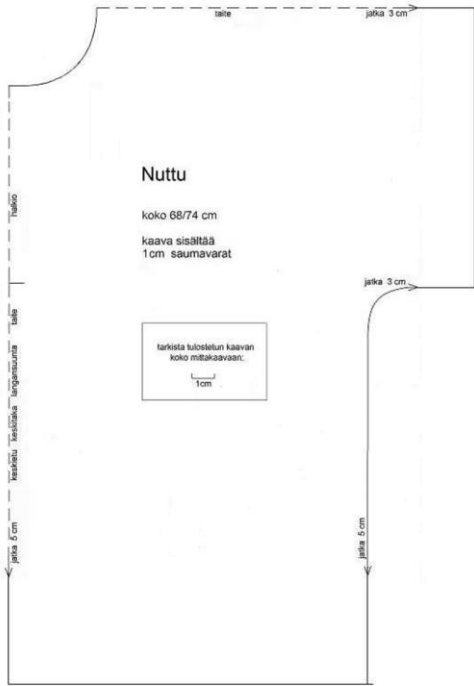 taite
jatka 3 cm
Nuttu
halkio
koko 68/74 cm
kaava sisältää
1cm saumavarat
jatka 3 cm
tarkista tulostetun kaavan
koko mittakaavaan:
1cm
jatka 5 cm keskietu keskitaka langansuunta taite
jatka 5 cm